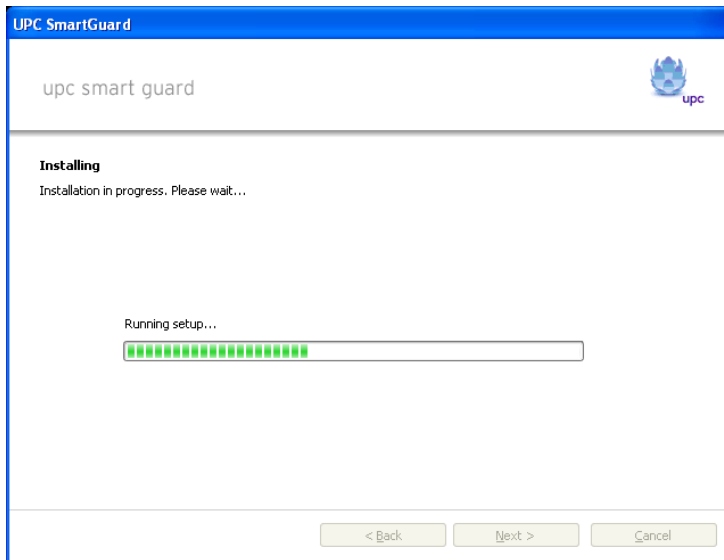 UPC SmartGuard
upc smart guard
upc
Installing
Installation in progress. Please wait...
Running setup...
< Back
Next >
Cancel